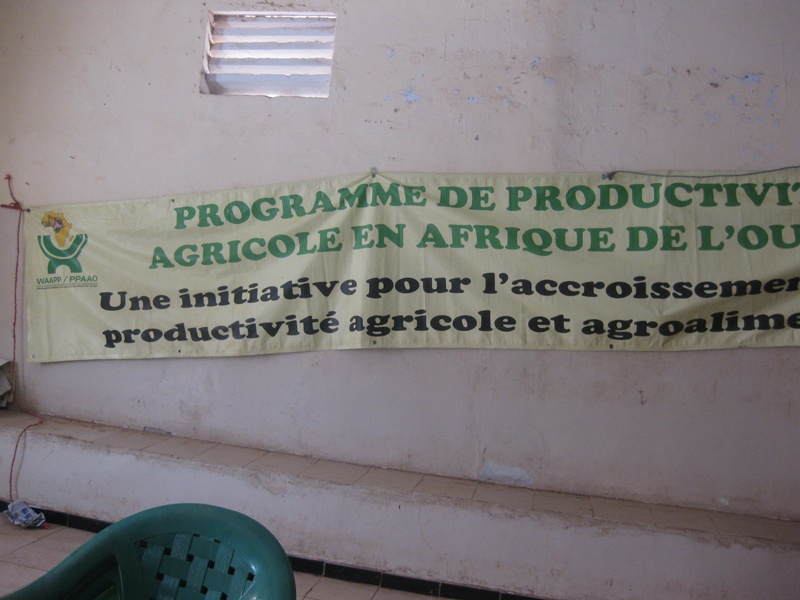 PROGRAMME DE PRODUCTIVIT
AGRICOLE EN AFRIQUE DE L'OU
WAAPP / PPAAO
Une initiative pour l'accroissemen
productivité agricole et agroalime